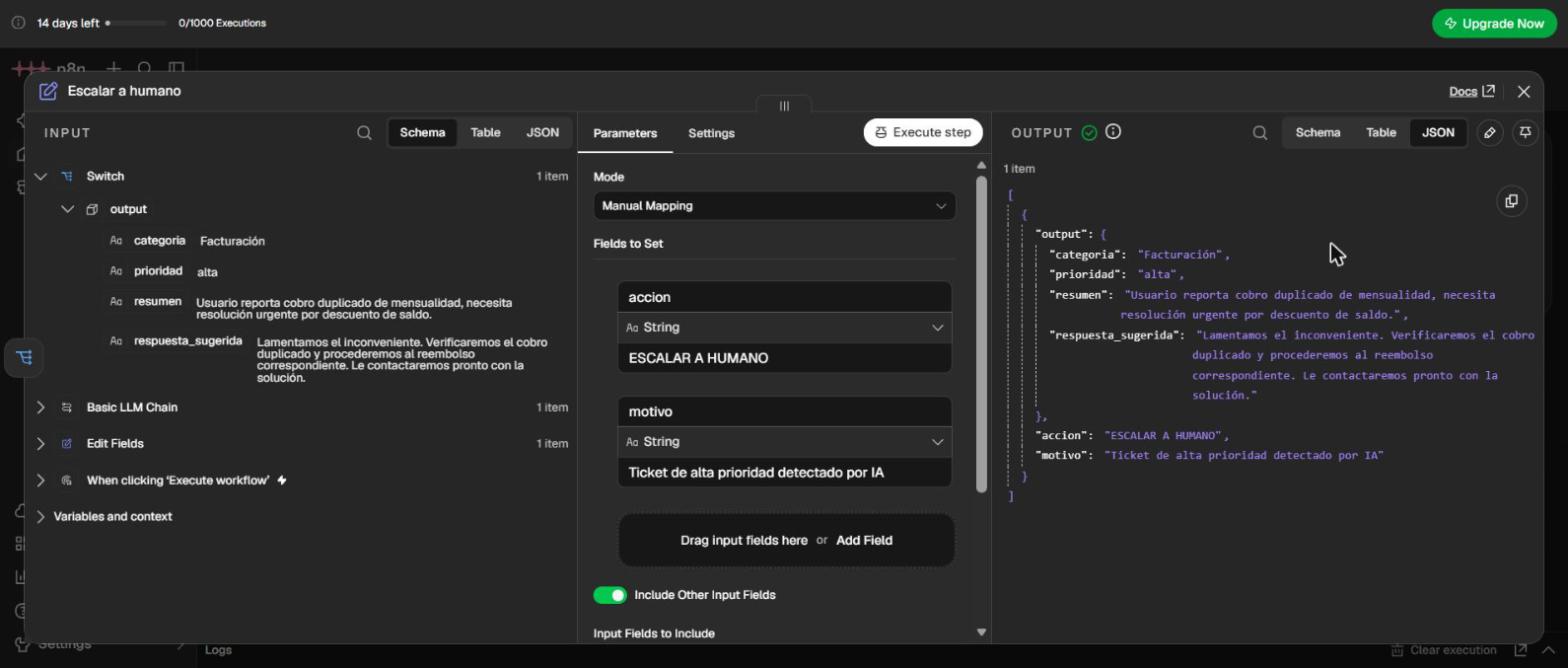 14 days left
0/1000 Executions
Upgrade Now
n8n
Escalar a humano
Docs
INPUT
Schema
Table
JSON
Parameters
Settings
Execute step
OUTPUT
Schema
Table
JSON
Switch
1 item
output
Aa categoria Facturación
Aa prioridad alta
Aa resumen Usuario reporta cobro duplicado de mensualidad, necesita
resolución urgente por descuento de saldo.
Aa respuesta_sugerida Lamentamos el inconveniente. Verificaremos el cobro
duplicado y procederemos al reembolso
correspondiente. Le contactaremos pronto con la
solución.
Basic LLM Chain
1 item
Edit Fields
1 item
When clicking ‘Execute workflow’
Variables and context
Mode
Manual Mapping
Fields to Set
accion
Aa String
ESCALAR A HUMANO
motivo
Aa String
Ticket de alta prioridad detectado por IA
Drag input fields here or Add Field
Include Other Input Fields
Input Fields to Include
1 item
[
{
"output": {
"categoria": "Facturación",
"prioridad": "alta",
"resumen": "Usuario reporta cobro duplicado de mensualidad, necesita
resolución urgente por descuento de saldo.",
"respuesta_sugerida": "Lamentamos el inconveniente. Verificaremos el cobro
duplicado y procederemos al reembolso
correspondiente. Le contactaremos pronto con la
solución."
},
"accion": "ESCALAR A HUMANO",
"motivo": "Ticket de alta prioridad detectado por IA"
}
]
Settings
Logs
Clear execution